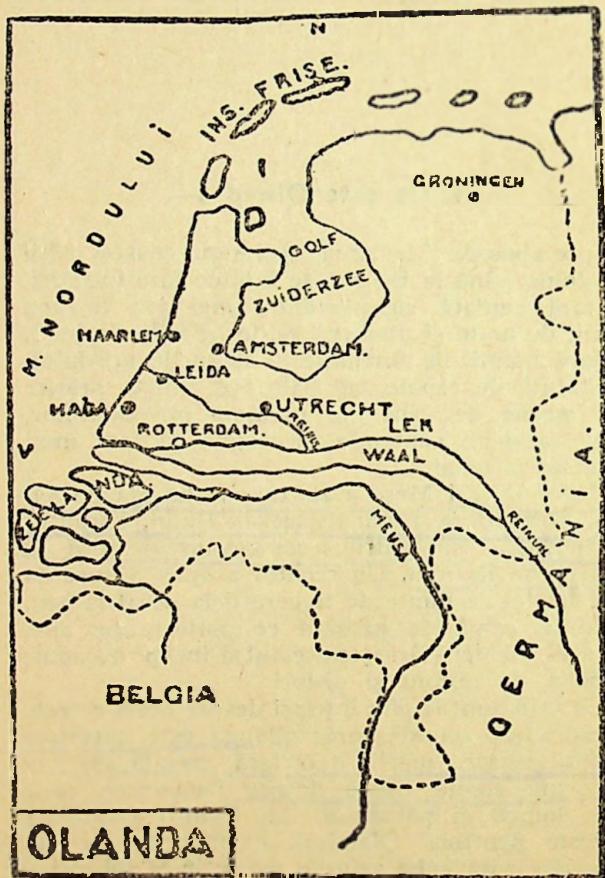 N
INS. FRISE.
M. NORDULUI
GRONINGEN
GOLF
ZUIDERZEE
HAARLEM
AMSTERDAM.
LEIDA
HAGA
UTRECHT
LEK
ROTTERDAM.
WAAL
ZEELANDA
MEUSA
REINUL
GERMANIA.
BELGIA
OLANDA